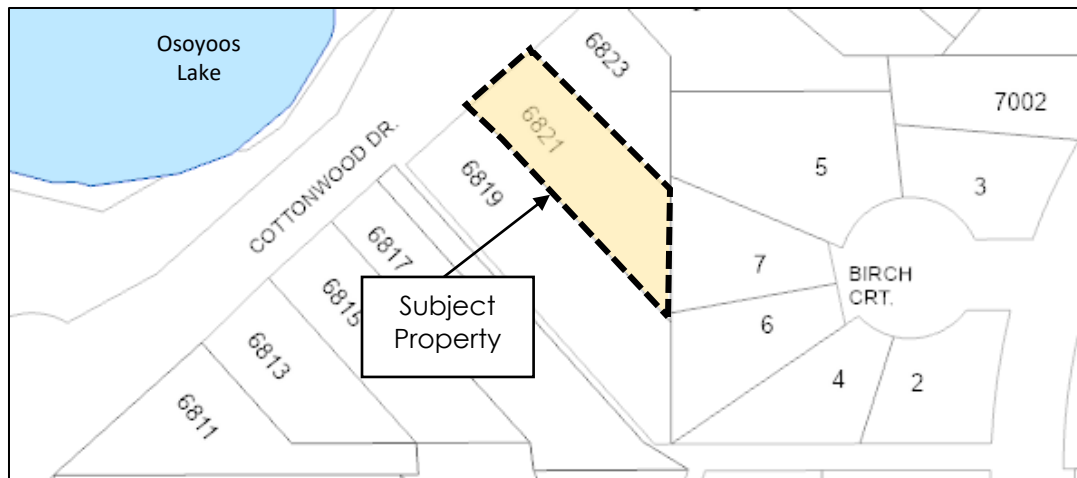 Osoyoos
Lake
COTTONWOOD DR.
6823
6821
6819
6817
6815
6813
6811
Subject
Property
7002
5
3
7
6
BIRCH
CRT.
4
2